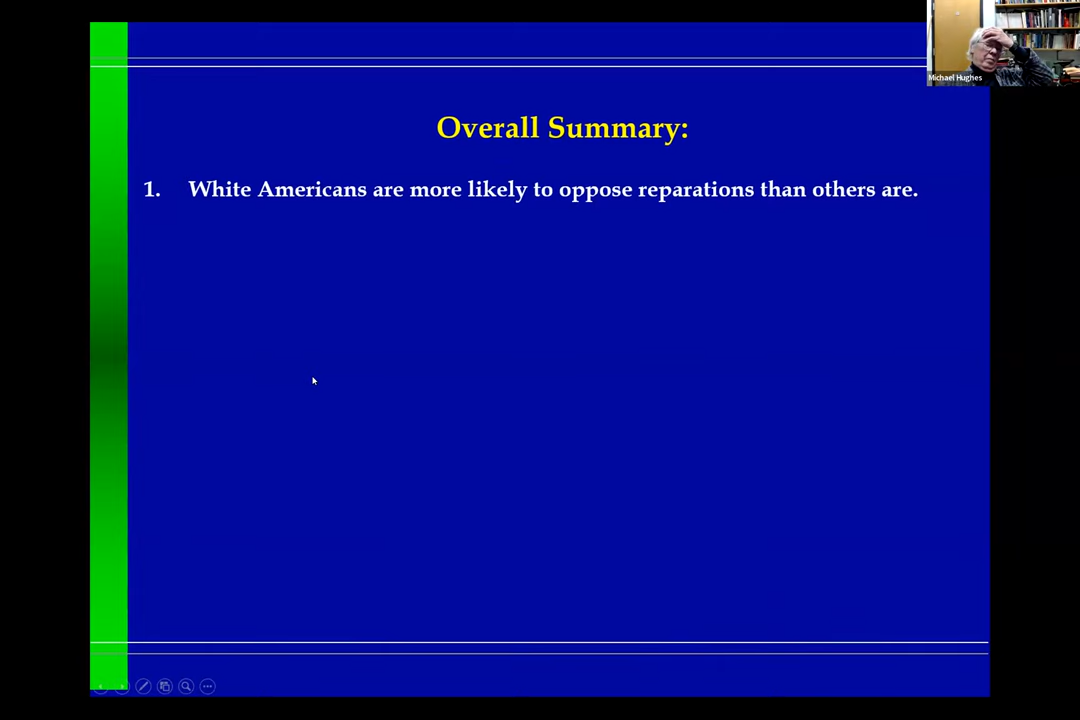 Michael Hughes
Overall Summary:
1. White Americans are more likely to oppose reparations than others are.